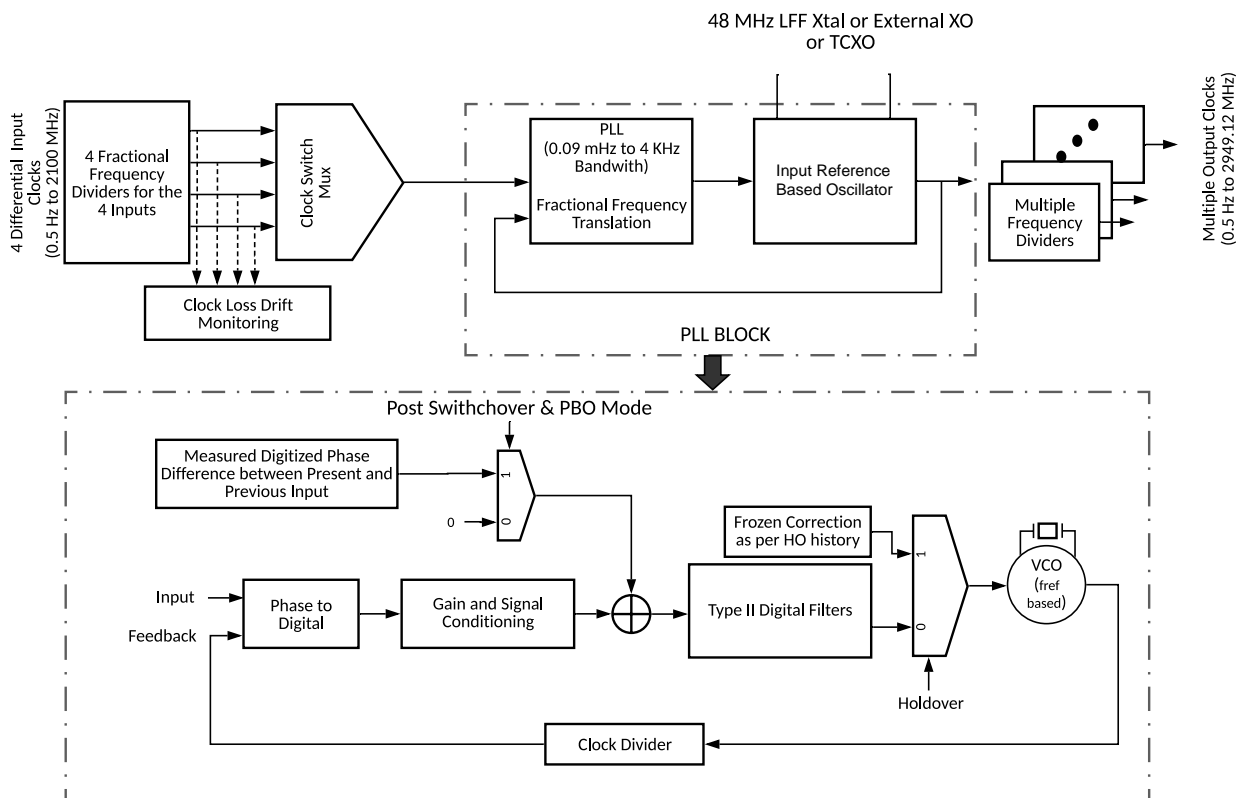 48 MHz LFF Xtal or External XO
or TCXO
4 Differential Input
Clocks
(0.5 Hz to 2100 MHz)
4 Fractional
Frequency
Dividers for the
4 Inputs
Clock Switch
Mux
PLL
(0.09 mHz to 4 KHz
Bandwith)
Fractional Frequency
Translation
Input Reference
Based Oscillator
Multiple
Frequency
Dividers
Multiple Output Clocks
(0.5 Hz to 2949.12 MHz)
Clock Loss Drift
Monitoring
PLL BLOCK
Post Swithchover & PBO Mode
Measured Digitized Phase
Difference between Present and
Previous Input
1
0
0
Frozen Correction
as per HO history
1
0
VCO
(fref
based)
Input
Feedback
Phase to
Digital
Gain and Signal
Conditioning
Type II Digital Filters
Holdover
Clock Divider